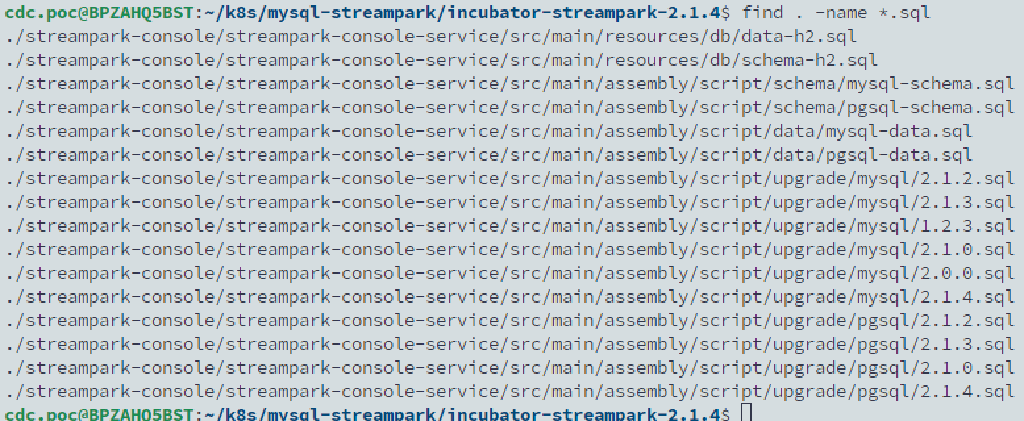 cdc.poc@BPZAHQ5BST:~/k8s/mysql-streampark/incubator-streampark-2.1.4$ find . -name *.sql
./streampark-console/streampark-console-service/src/main/resources/db/data-h2.sql
./streampark-console/streampark-console-service/src/main/resources/db/schema-h2.sql
./streampark-console/streampark-console-service/src/main/assembly/script/schema/mysql-schema.sql
./streampark-console/streampark-console-service/src/main/assembly/script/schema/pgsql-schema.sql
./streampark-console/streampark-console-service/src/main/assembly/script/data/mysql-data.sql
./streampark-console/streampark-console-service/src/main/assembly/script/data/pgsql-data.sql
./streampark-console/streampark-console-service/src/main/assembly/script/upgrade/mysql/2.1.2.sql
./streampark-console/streampark-console-service/src/main/assembly/script/upgrade/mysql/2.1.3.sql
./streampark-console/streampark-console-service/src/main/assembly/script/upgrade/mysql/1.2.3.sql
./streampark-console/streampark-console-service/src/main/assembly/script/upgrade/mysql/2.1.0.sql
./streampark-console/streampark-console-service/src/main/assembly/script/upgrade/mysql/2.0.0.sql
./streampark-console/streampark-console-service/src/main/assembly/script/upgrade/mysql/2.1.4.sql
./streampark-console/streampark-console-service/src/main/assembly/script/upgrade/pgsql/2.1.2.sql
./streampark-console/streampark-console-service/src/main/assembly/script/upgrade/pgsql/2.1.3.sql
./streampark-console/streampark-console-service/src/main/assembly/script/upgrade/pgsql/2.1.0.sql
./streampark-console/streampark-console-service/src/main/assembly/script/upgrade/pgsql/2.1.4.sql
cdc.poc@BPZAHQ5BST:~/k8s/mysql-streampark/incubator-streampark-2.1.4$